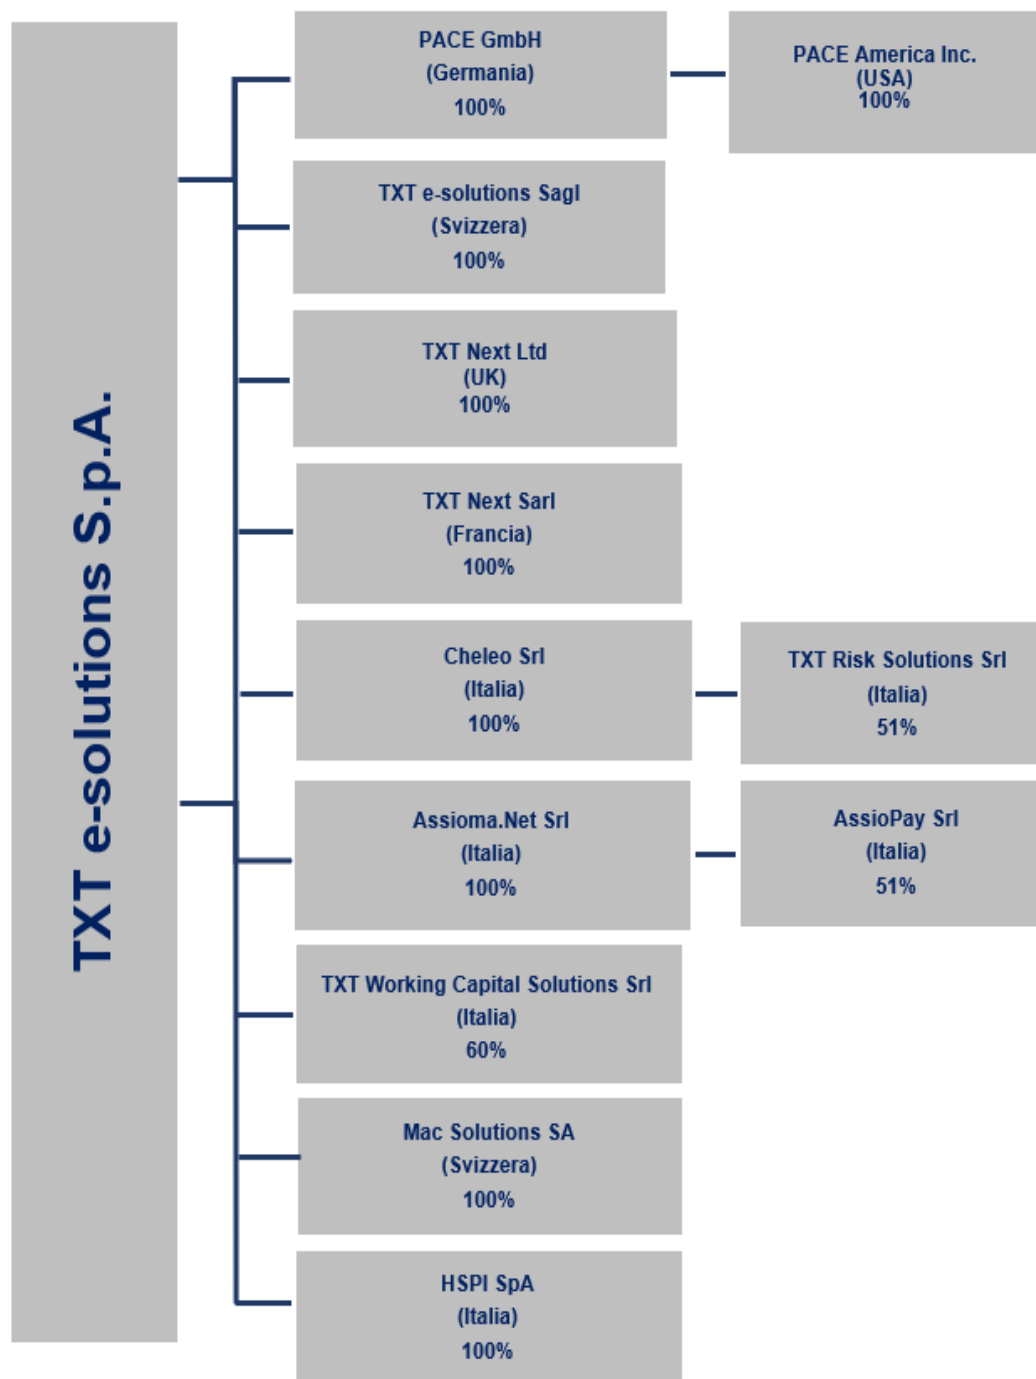 TXT e-solutions S.p.A.
PACE GmbH
(Germania)
100%
PACE America Inc.
(USA)
100%
TXT e-solutions Sagl
(Svizzera)
100%
TXT Next Ltd
(UK)
100%
TXT Next Sarl
(Francia)
100%
Cheleo Srl
(Italia)
100%
TXT Risk Solutions Srl
(Italia)
51%
Assioma.Net Srl
(Italia)
100%
AssioPay Srl
(Italia)
51%
TXT Working Capital Solutions Srl
(Italia)
60%
Mac Solutions SA
(Svizzera)
100%
HSPI SpA
(Italia)
100%